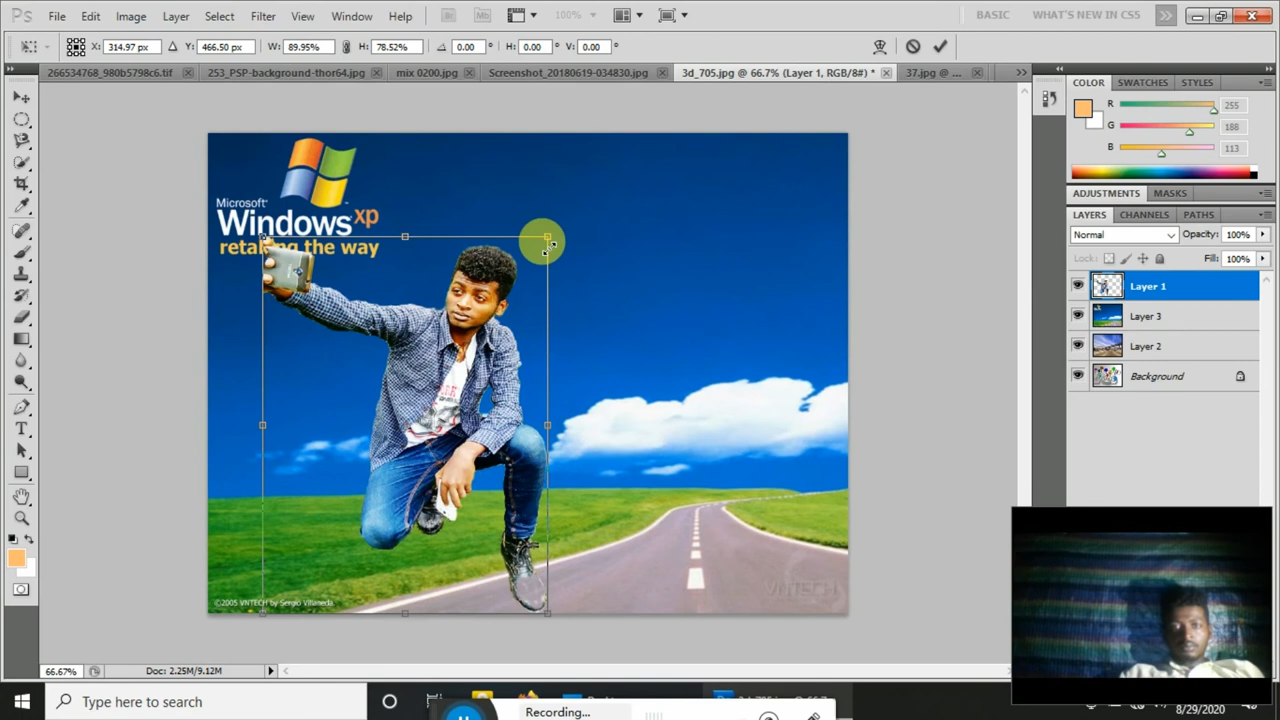 Ps File Edit Image Layer Select Filter View Window Help Br Mb 100% BASIC WHAT'S NEW IN CS5
X: 314.97 px Y: 466.50 px W: 89.95% H: 78.52% 0.00 ° H: 0.00 ° V: 0.00 °
266534768_980b5798c6.tif 253_PSP-background-thor64.jpg mix 0200.jpg Screenshot_20180619-034830.jpg 3d_705.jpg @ 66.7% (Layer 1, RGB/8#) * 37.jpg @ ...
COLOR SWATCHES STYLES
R 255
G 188
B 113
ADJUSTMENTS MASKS
LAYERS CHANNELS PATHS
Normal Opacity: 100%
Lock: Fill: 100%
Layer 1
Layer 3
Layer 2
Background
Microsoft®
Windows xp
retaking the way
VNTECH
©2005 VNTECH by Sergio Villaneda.
66.67% Doc: 2.25M/9.12M
Type here to search
Recording...
8/29/2020